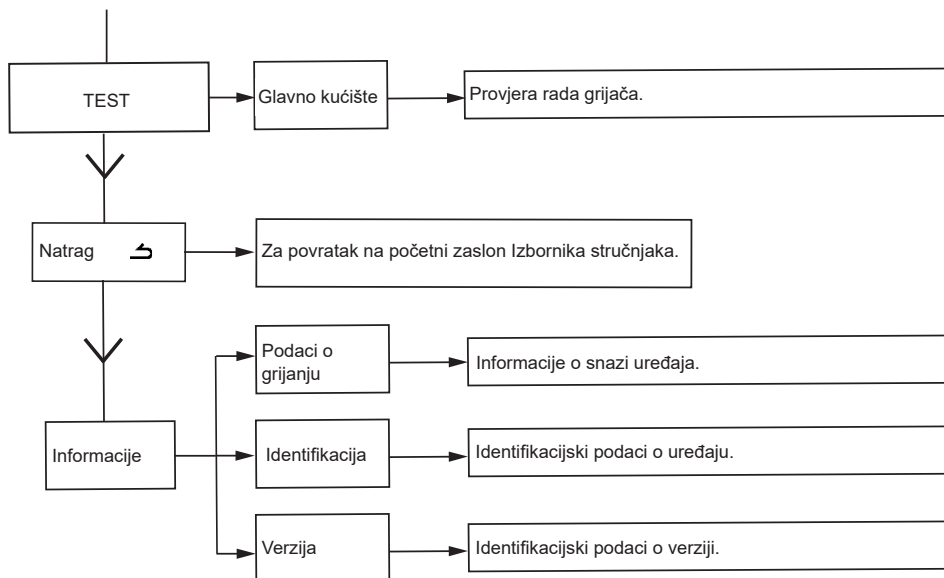 TEST
Glavno kućište
Provjera rada grijača.
Natrag
Za povratak na početni zaslon Izbornika stručnjaka.
Informacije
Podaci o
grijanju
Informacije o snazi uređaja.
Identifikacija
Identifikacijski podaci o uređaju.
Verzija
Identifikacijski podaci o verziji.